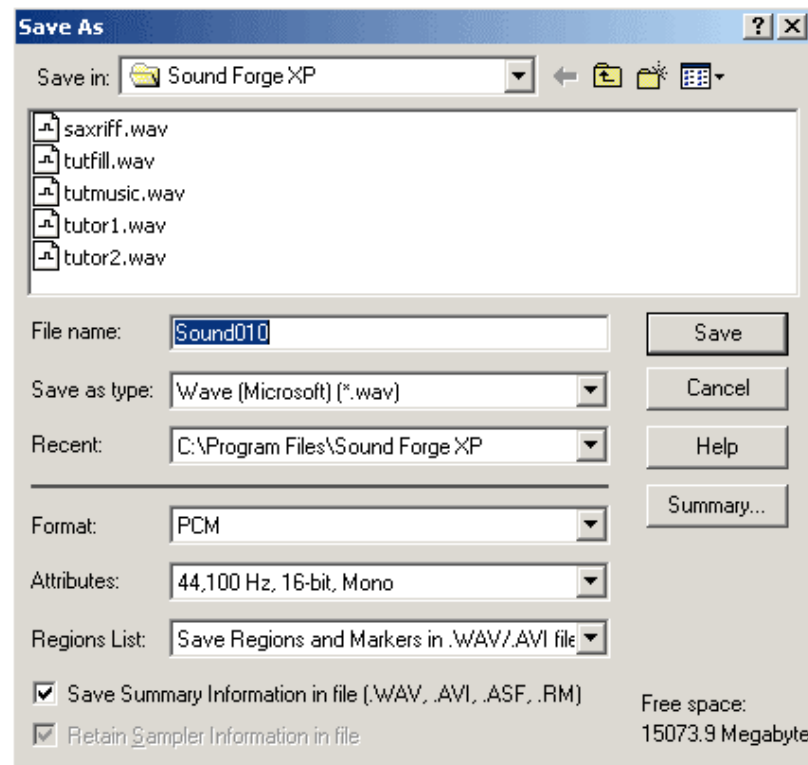 Save As
Save in: Sound Forge XP
saxriff.wav
tutfill.wav
tutmusic.wav
tutor1.wav
tutor2.wav
File name: Sound010 Save
Save as type: Wave (Microsoft) (*.wav) Cancel
Recent: C:\Program Files\Sound Forge XP Help
Summary...
Format: PCM
Attributes: 44,100 Hz, 16-bit, Mono
Regions List: Save Regions and Markers in .WAV/.AVI file
Save Summary Information in file (.WAV, .AVI, .ASF, .RM)
Retain Sampler Information in file
Free space:
15073.9 Megabyte